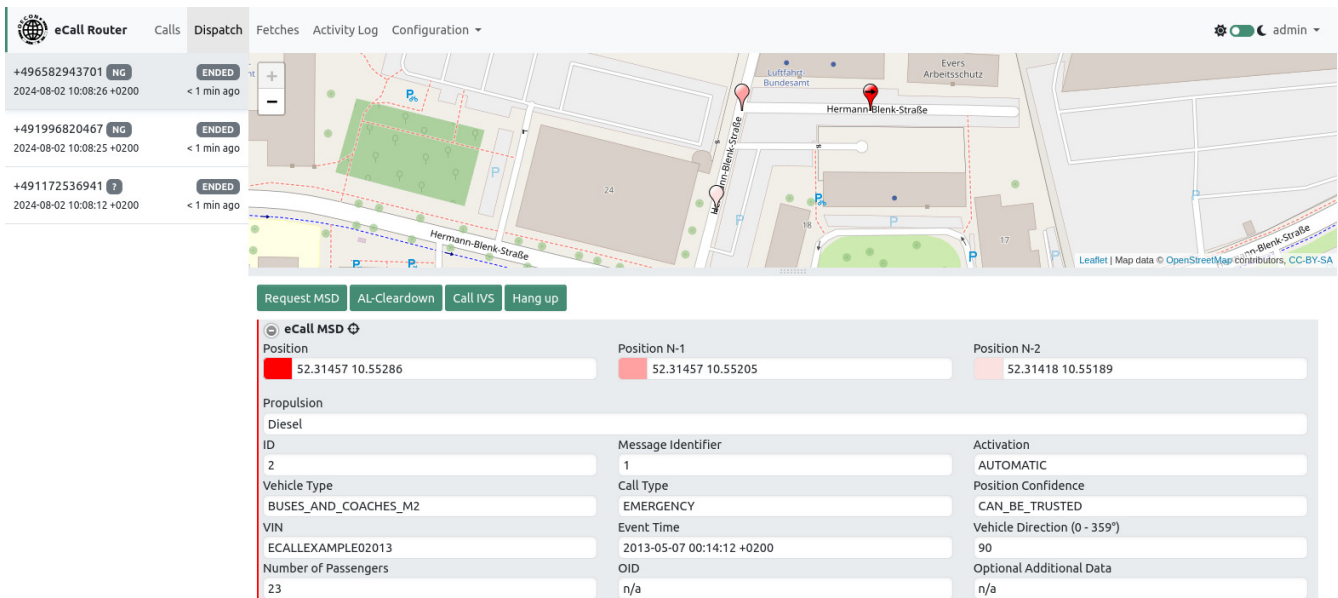 DECON
eCall Router
Calls
Dispatch
Fetches
Activity Log
Configuration
admin
+496582943701 NG ENDED
2024-08-02 10:08:26 +0200 < 1 min ago
+491996820467 NG ENDED
2024-08-02 10:08:25 +0200 < 1 min ago
+491172536941 ? ENDED
2024-08-02 10:08:12 +0200 < 1 min ago
+
−
P
Luftfahrt
Bundesamt
Evers
Arbeitsschutz
Hermann-Blenk-Straße
P
24
P
P
18
P
17
P
P
P
Hermann-Blenk-Straße
P
P
P
Leaflet | Map data © OpenStreetMap contributors, CC-BY-SA
Request MSD
AL-Cleardown
Call IVS
Hang up
eCall MSD
Position
52.31457 10.55286
Position N-1
52.31457 10.55205
Position N-2
52.31418 10.55189
Propulsion
Diesel
ID
2
Message Identifier
1
Activation
AUTOMATIC
Vehicle Type
BUSES_AND_COACHES_M2
Call Type
EMERGENCY
Position Confidence
CAN_BE_TRUSTED
VIN
ECALLEXAMPLE02013
Event Time
2013-05-07 00:14:12 +0200
Vehicle Direction (0 - 359°)
90
Number of Passengers
23
OID
n/a
Optional Additional Data
n/a